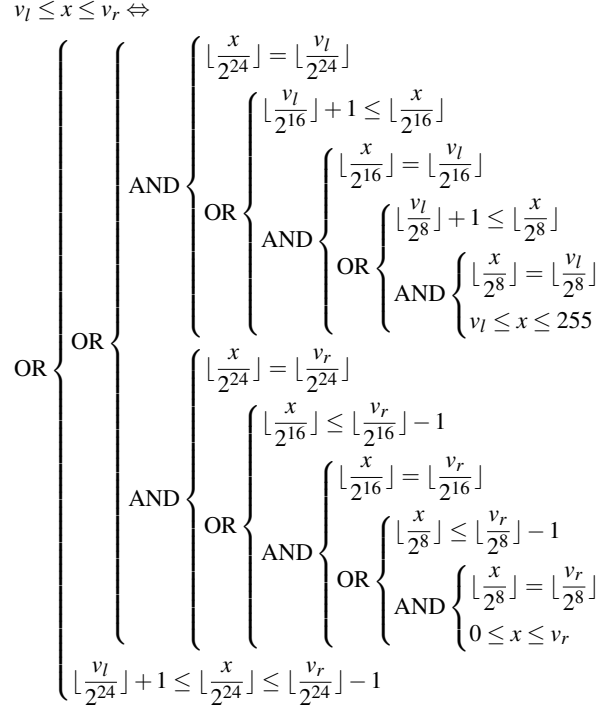 v_l ≤ x ≤ v_r ⇔
⌊x/2^24⌋ = ⌊v_l/2^24⌋
⌊v_l/2^16⌋ + 1 ≤ ⌊x/2^16⌋
⌊x/2^16⌋ = ⌊v_l/2^16⌋
AND
OR
⌊v_l/2^8⌋ + 1 ≤ ⌊x/2^8⌋
AND
OR
⌊x/2^8⌋ = ⌊v_l/2^8⌋
AND
v_l ≤ x ≤ 255
OR
OR
⌊x/2^24⌋ = ⌊v_r/2^24⌋
⌊x/2^16⌋ ≤ ⌊v_r/2^16⌋ − 1
⌊x/2^16⌋ = ⌊v_r/2^16⌋
AND
OR
⌊x/2^8⌋ ≤ ⌊v_r/2^8⌋ − 1
AND
OR
⌊x/2^8⌋ = ⌊v_r/2^8⌋
AND
0 ≤ x ≤ v_r
⌊v_l/2^24⌋ + 1 ≤ ⌊x/2^24⌋ ≤ ⌊v_r/2^24⌋ − 1